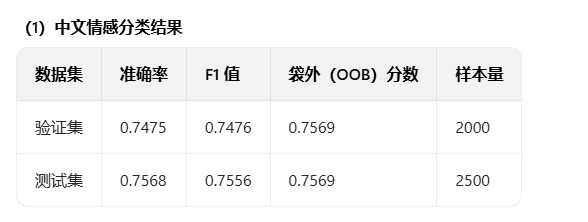 （1）中文情感分类结果
数据集 准确率 F1 值 袋外（OOB）分数 样本量
验证集 0.7475 0.7476 0.7569 2000
测试集 0.7568 0.7556 0.7569 2500